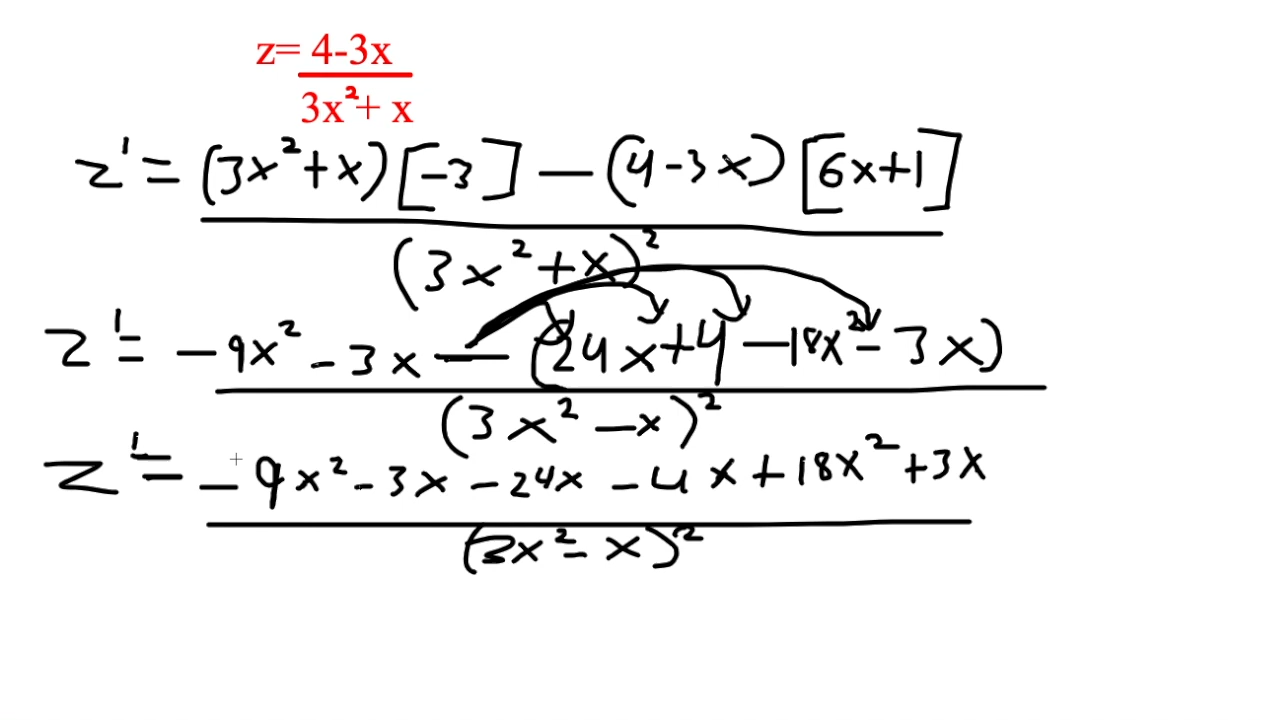 z= 4-3x
3x²+ x
z' = (3x²+x)[-3] - (4-3x)[6x+1]
(3x²+x)²
z' = -9x² - 3x - (24x+4-18x²-3x)
(3x²-x)²
z' = -9x² - 3x - 24x - 4x + 18x² + 3x
(3x²- x)²